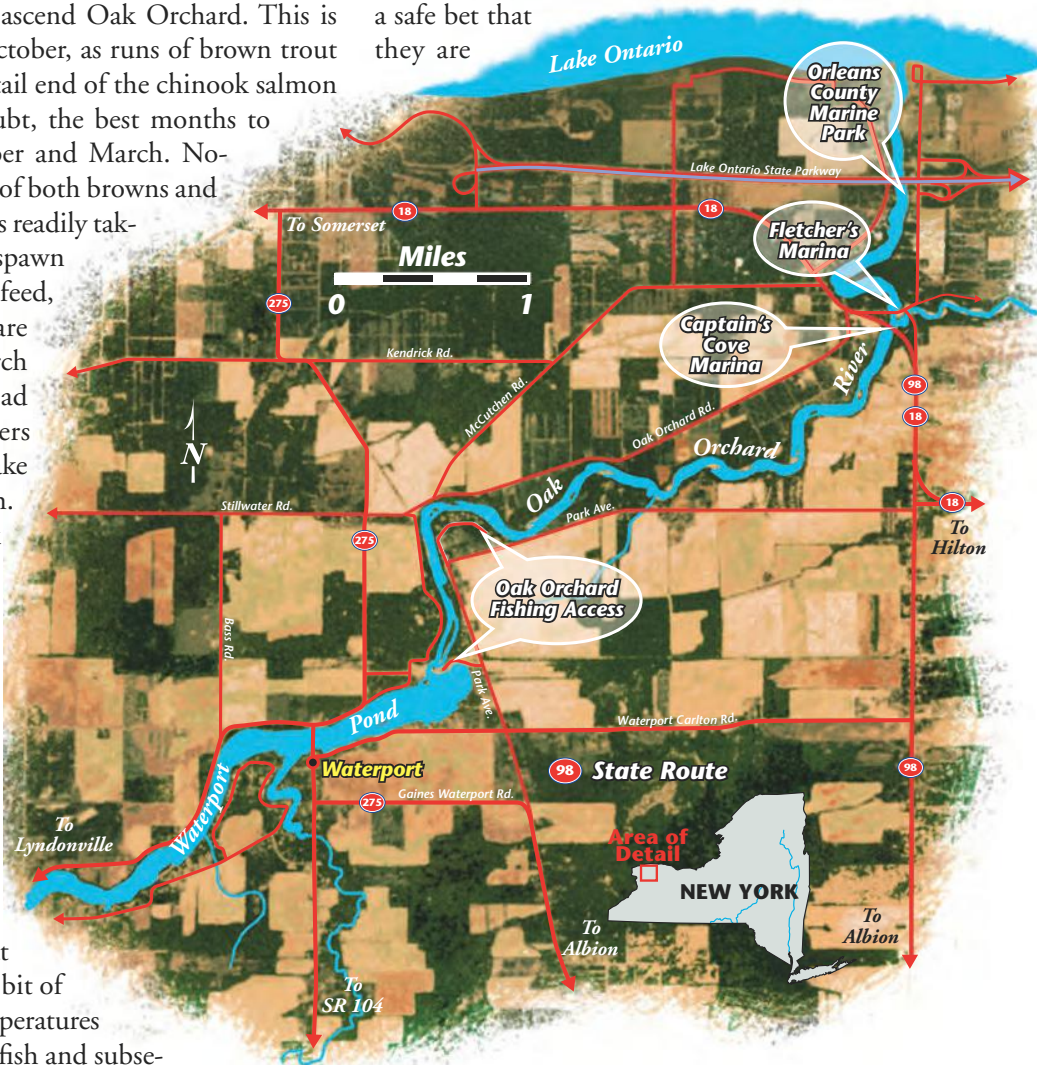 ascend Oak Orchard. This is
ctober, as runs of brown trout
tail end of the chinook salmon
ubt, the best months to
ber and March. No-
of both browns and
s readily tak-
spawn
feed,
are
rch
ad
ers
ake
n.
t
bit of
peratures
fish and subse-
a safe bet that
they are
Lake Ontario
Orleans
County
Marine
Park
Lake Ontario State Parkway
18
18
To Somerset
Fletcher's
Marina
Miles
0 1
275
Captain's
Cove
Marina
Kendrick Rd.
McCutchen Rd.
River
98
18
N
Oak Orchard Rd.
Orchard
Oak
Stillwater Rd.
Park Ave.
18
To
Hilton
275
Oak Orchard
Fishing Access
Bass Rd.
Park Ave.
Pond
Waterport Carlton Rd.
Waterport
98 State Route
98
Gaines Waterport Rd.
275
Waterport
To
Lyndonville
Area of
Detail
NEW YORK
To
Albion
To
Albion
To
SR 104